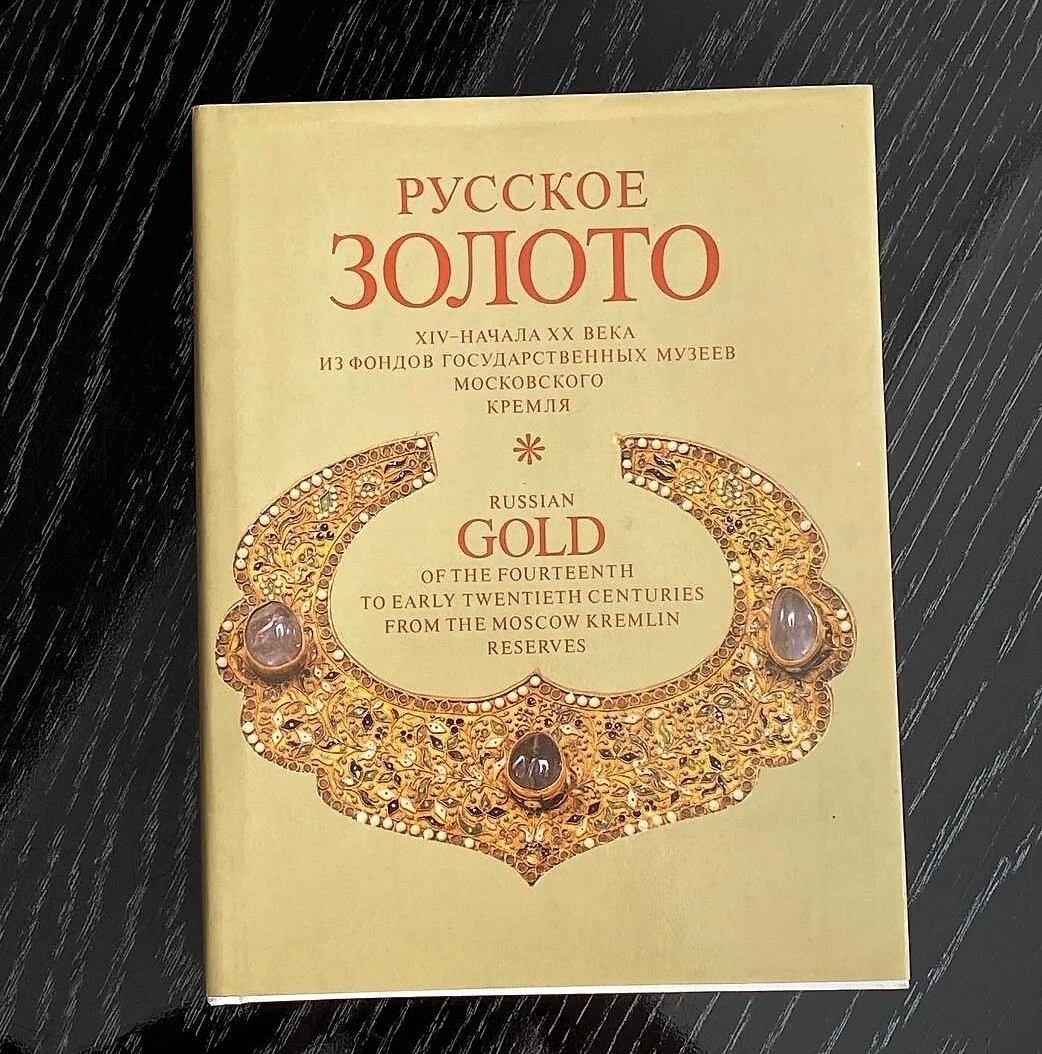 РУССКОЕ
ЗОЛОТО
XIV–НАЧАЛА XX ВЕКА
ИЗ ФОНДОВ ГОСУДАРСТВЕННЫХ МУЗЕЕВ
МОСКОВСКОГО
КРЕМЛЯ
RUSSIAN
GOLD
OF THE FOURTEENTH
TO EARLY TWENTIETH CENTURIES
FROM THE MOSCOW KREMLIN
RESERVES